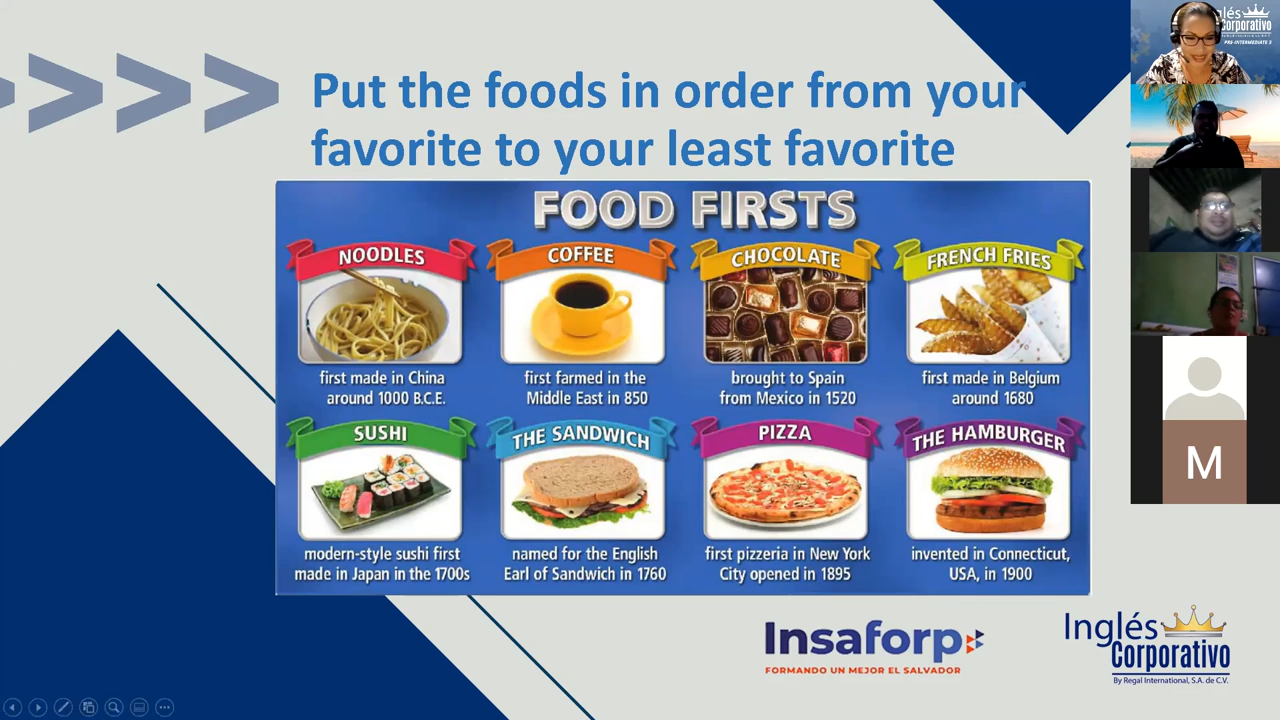 Put the foods in order from your
favorite to your least favorite
FOOD FIRSTS
NOODLES
first made in China
around 1000 B.C.E.
COFFEE
first farmed in the
Middle East in 850
CHOCOLATE
brought to Spain
from Mexico in 1520
FRENCH FRIES
first made in Belgium
around 1680
SUSHI
modern-style sushi first
made in Japan in the 1700s
THE SANDWICH
named for the English
Earl of Sandwich in 1760
PIZZA
first pizzeria in New York
City opened in 1895
THE HAMBURGER
invented in Connecticut,
USA, in 1900
Insaforp
FORMANDO UN MEJOR EL SALVADOR
Inglés
Corporativo
By Regal International, S.A. de C.V.
glés
Corporativo
PRE-INTERMEDIATE 2
M